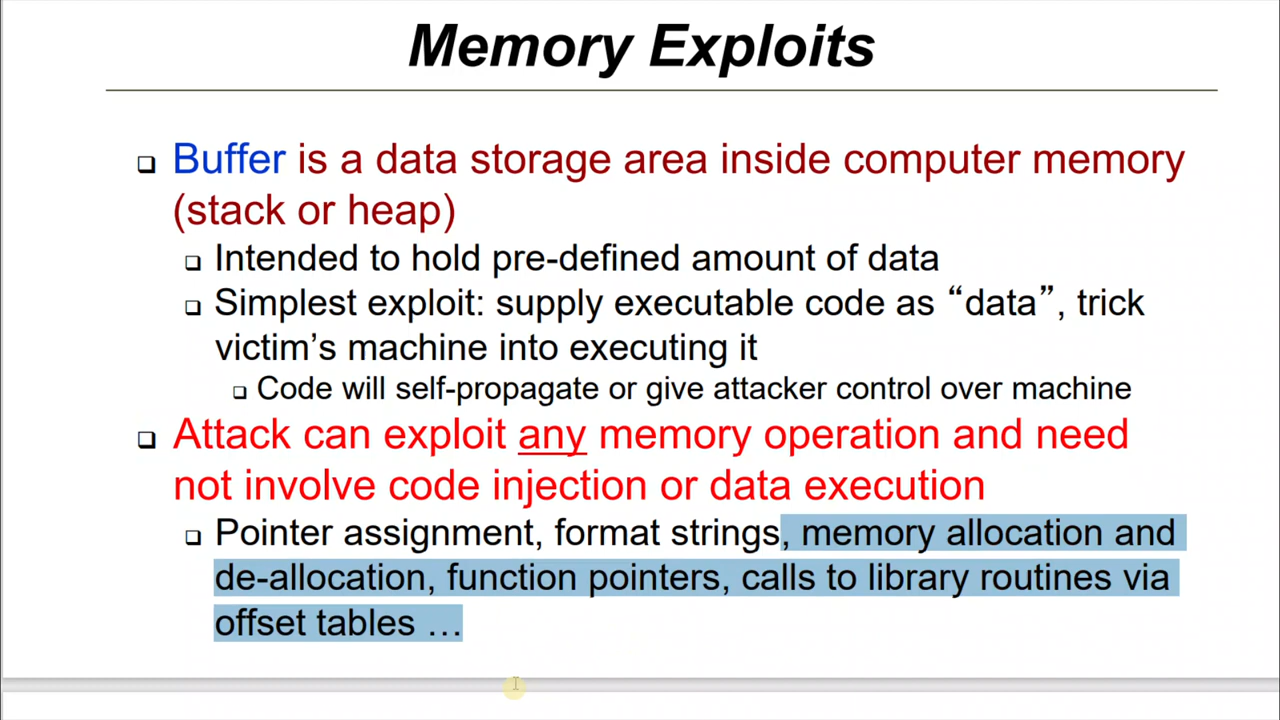 Memory Exploits
Buffer is a data storage area inside computer memory
(stack or heap)
Intended to hold pre-defined amount of data
Simplest exploit: supply executable code as “data”, trick
victim’s machine into executing it
Code will self-propagate or give attacker control over machine
Attack can exploit any memory operation and need
not involve code injection or data execution
Pointer assignment, format strings, memory allocation and
de-allocation, function pointers, calls to library routines via
offset tables …